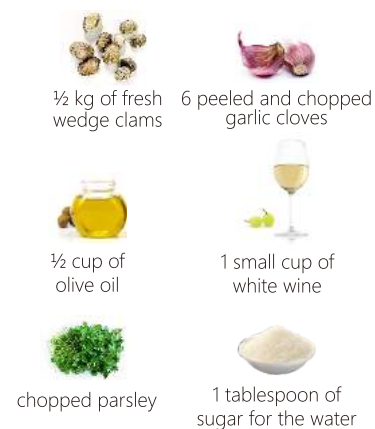 ½ kg of fresh
wedge clams
6 peeled and chopped
garlic cloves
½ cup of
olive oil
1 small cup of
white wine
chopped parsley
1 tablespoon of
sugar for the water